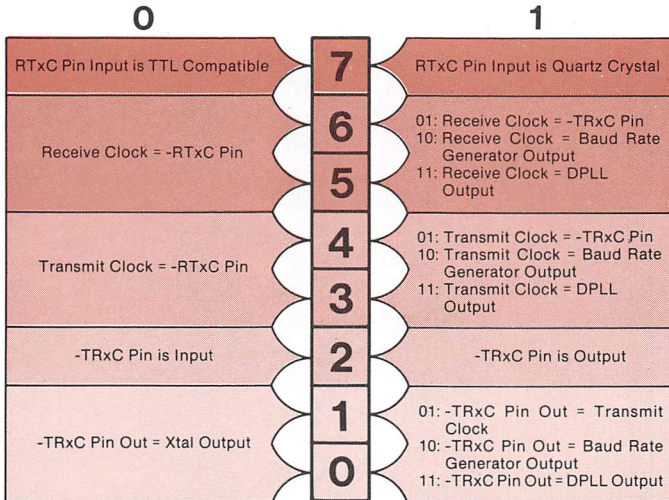 0
1
RTxC Pin Input is TTL Compatible
7
RTxC Pin Input is Quartz Crystal
Receive Clock = -RTxC Pin
6
5
01: Receive Clock = -TRxC Pin
10: Receive Clock = Baud Rate
Generator Output
11: Receive Clock = DPLL
Output
Transmit Clock = -RTxC Pin
4
3
01: Transmit Clock = -TRxC Pin
10: Transmit Clock = Baud Rate
Generator Output
11: Transmit Clock = DPLL
Output
-TRxC Pin is Input
2
-TRxC Pin is Output
-TRxC Pin Out = Xtal Output
1
0
01: -TRxC Pin Out = Transmit
Clock
10: -TRxC Pin Out = Baud Rate
Generator Output
11: -TRxC Pin Out = DPLL Output